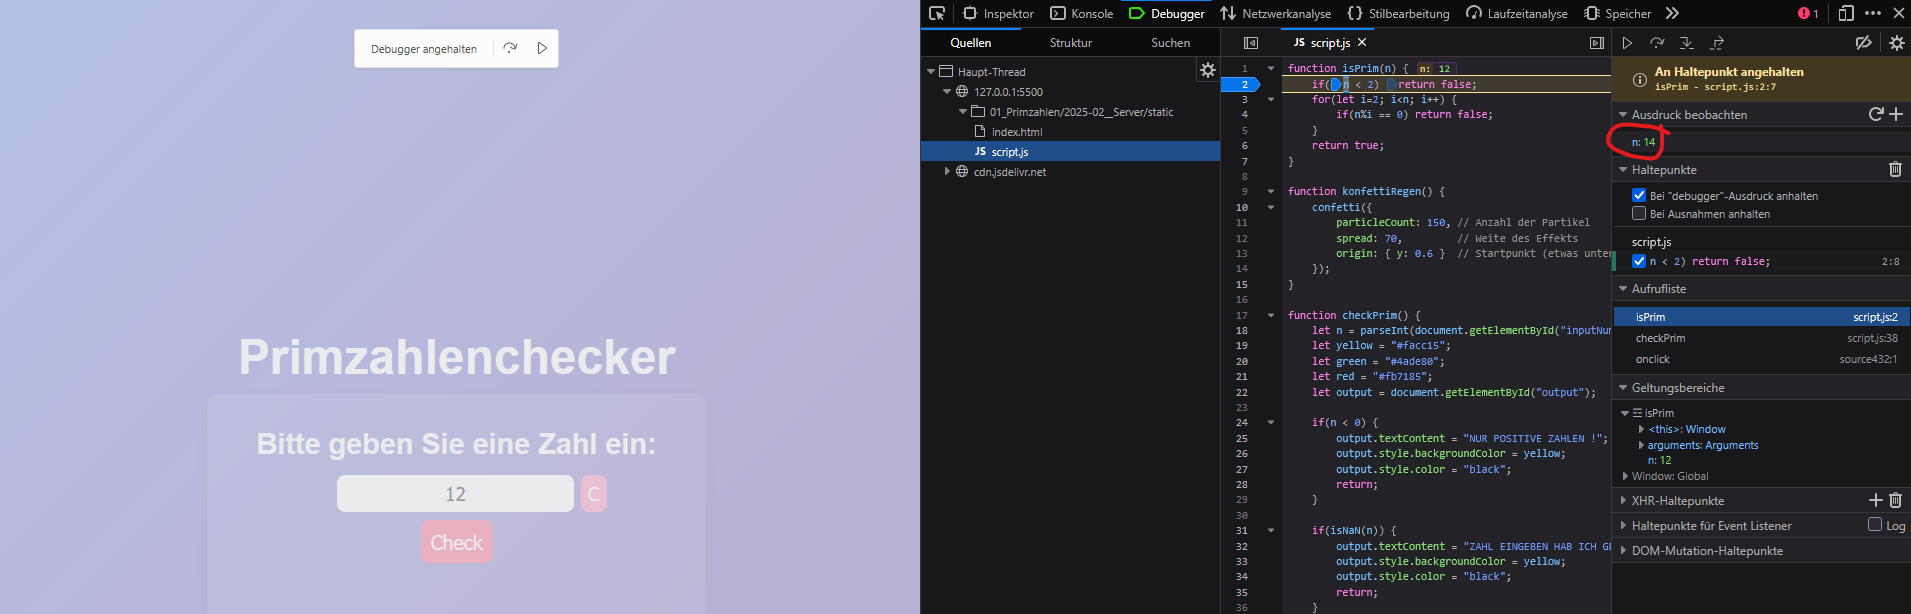 Debugger angehalten
Primzahlenchecker
Bitte geben Sie eine Zahl ein:
12
C
Check
Inspektor Konsole Debugger Netzwerkanalyse {} Stilbearbeitung Laufzeitanalyse Speicher 1
Quellen Struktur Suchen
Haupt-Thread
127.0.0.1:5500
01_Primzahlen/2025-02__Server/static
index.html
JS script.js
cdn.jsdelivr.net
JS script.js
1 function isPrim(n) { n: 12
2 if(n < 2) return false;
3 for(let i=2; i<n; i++) {
4 if(n%i == 0) return false;
5 }
6 return true;
7 }
8
9 function konfettiRegen() {
10 confetti({
11 particleCount: 150, // Anzahl der Partikel
12 spread: 70, // Weite des Effekts
13 origin: { y: 0.6 } // Startpunkt (etwas unter
14 });
15 }
16
17 function checkPrim() {
18 let n = parseInt(document.getElementById("inputNum
19 let yellow = "#facc15";
20 let green = "#4ade80";
21 let red = "#fb7185";
22 let output = document.getElementById("output");
23
24 if(n < 0) {
25 output.textContent = "NUR POSITIVE ZAHLEN !";
26 output.style.backgroundColor = yellow;
27 output.style.color = "black";
28 return;
29 }
30
31 if(isNaN(n)) {
32 output.textContent = "ZAHL EINGEBEN HAB ICH GE
33 output.style.backgroundColor = yellow;
34 output.style.color = "black";
35 return;
36 }
An Haltepunkt angehalten
isPrim - script.js:2:7
Ausdruck beobachten
n: 14
Haltepunkte
Bei "debugger"-Ausdruck anhalten
Bei Ausnahmen anhalten
script.js
n < 2) return false; 2:8
Aufrufliste
isPrim script.js:2
checkPrim script.js:38
onclick source432:1
Geltungsbereiche
isPrim
<this>: Window
arguments: Arguments
n: 12
Window: Global
XHR-Haltepunkte
Haltepunkte für Event Listener Log
DOM-Mutation-Haltepunkte